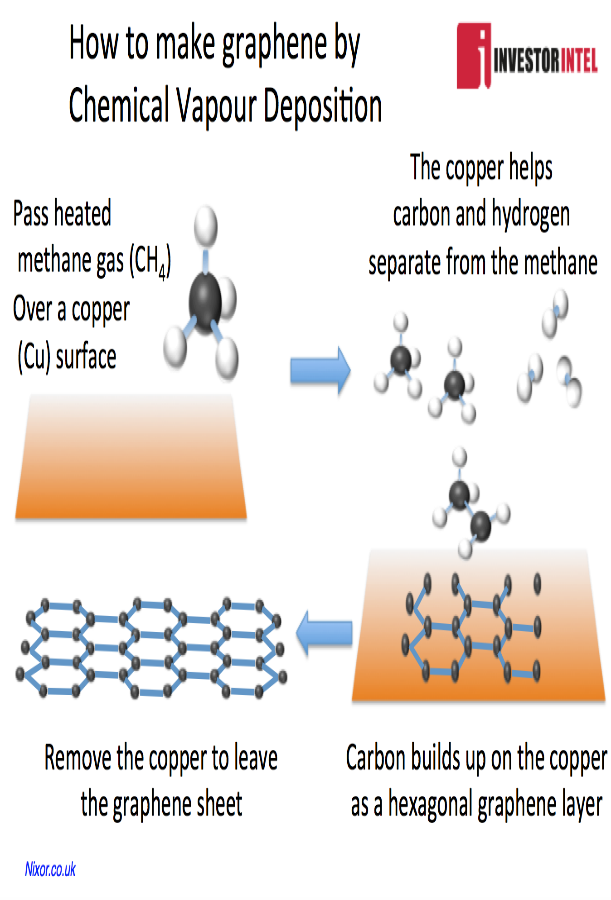 How to make graphene by
Chemical Vapour Deposition
INVESTORINTEL
Pass heated
methane gas (CH₄)
Over a copper
(Cu) surface
The copper helps
carbon and hydrogen
separate from the methane
Remove the copper to leave
the graphene sheet
Carbon builds up on the copper
as a hexagonal graphene layer
Nixor.co.uk